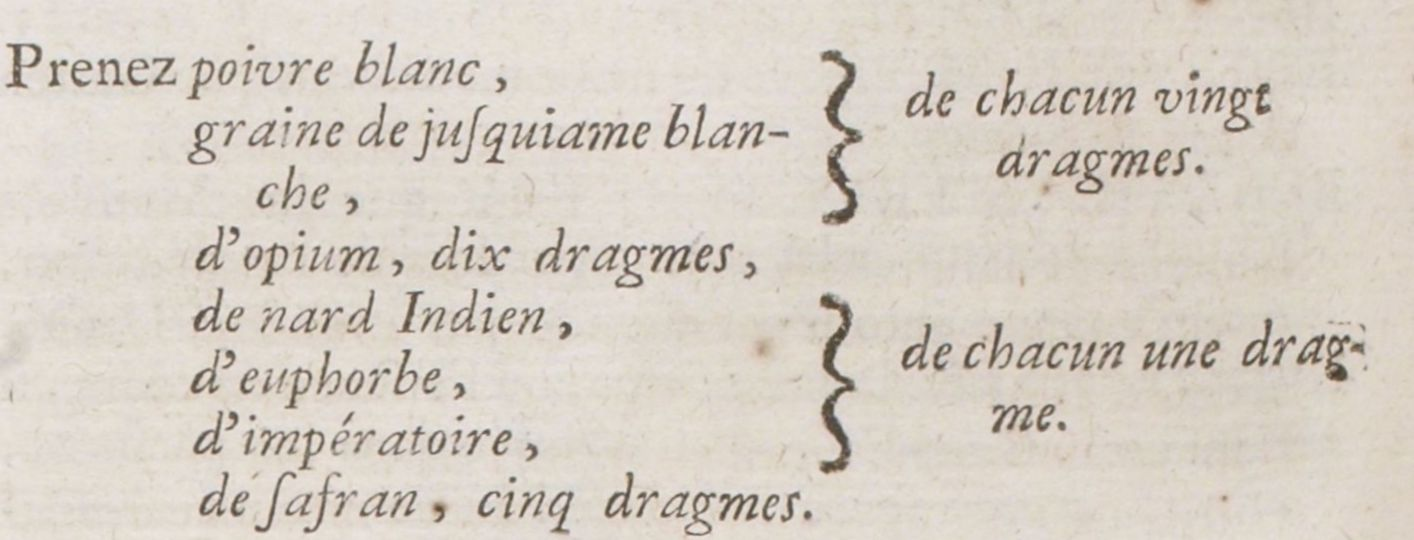 Prenez poivre blanc,
graine de juſquiame blan-
che,
de chacun vingt
dragmes.
d'opium, dix dragmes,
de nard Indien,
d'euphorbe,
d'impératoire,
de chacun une drag-
me.
de ſafran, cinq dragmes.